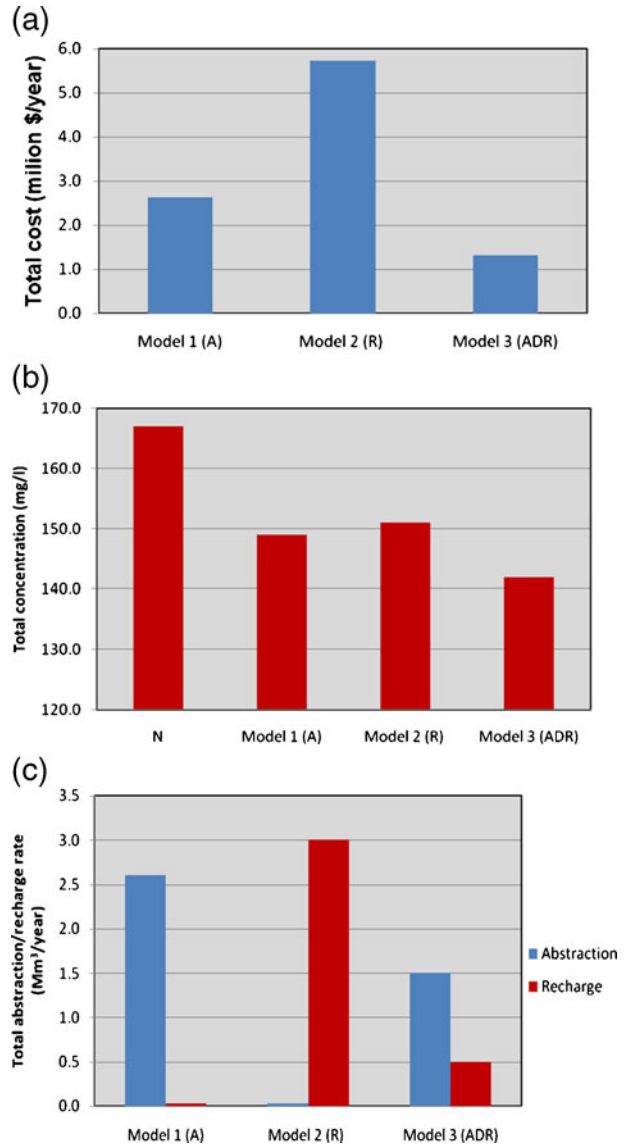 (a)
Total cost (milion $/year)
6.0
5.0
4.0
3.0
2.0
1.0
0.0
Model 1 (A) Model 2 (R) Model 3 (ADR)
(b)
Total concentration (mg/l)
170.0
160.0
150.0
140.0
130.0
120.0
N Model 1 (A) Model 2 (R) Model 3 (ADR)
(c)
Total abstraction/recharge rate
(Mm³/year)
3.5
3.0
2.5
2.0
1.5
1.0
0.5
0.0
Model 1 (A) Model 2 (R) Model 3 (ADR)
Abstraction
Recharge